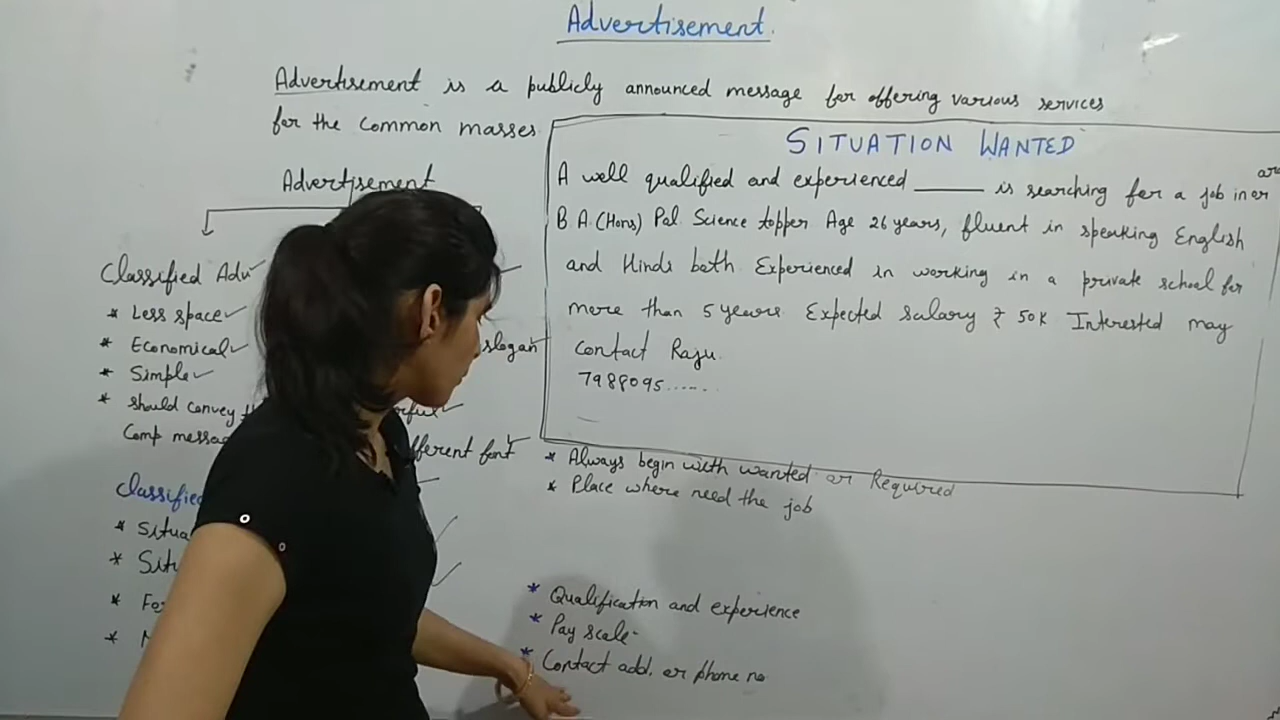 Advertisement.
Advertisement is a publicly announced message for offering various services
for the common masses
Advertisement
Classified Adv
* Less space
* Economical
* Simple
* should convey
Comp
slogan
fferent font
Classified
SITUATION WANTED
A well qualified and experienced ______ is searching for a job in or
B.A.(Hons) Pol. Science topper Age 26 years, fluent in speaking English
and Hindi both. Experienced in working in a private school for
more than 5 years Expected salary ₹ 50K Interested may
Contact Raju.
7988095......
* Always begin with wanted or Required
* Place where need the job
* Qualification and experience
* Pay scale-
* Contact add. or phone no